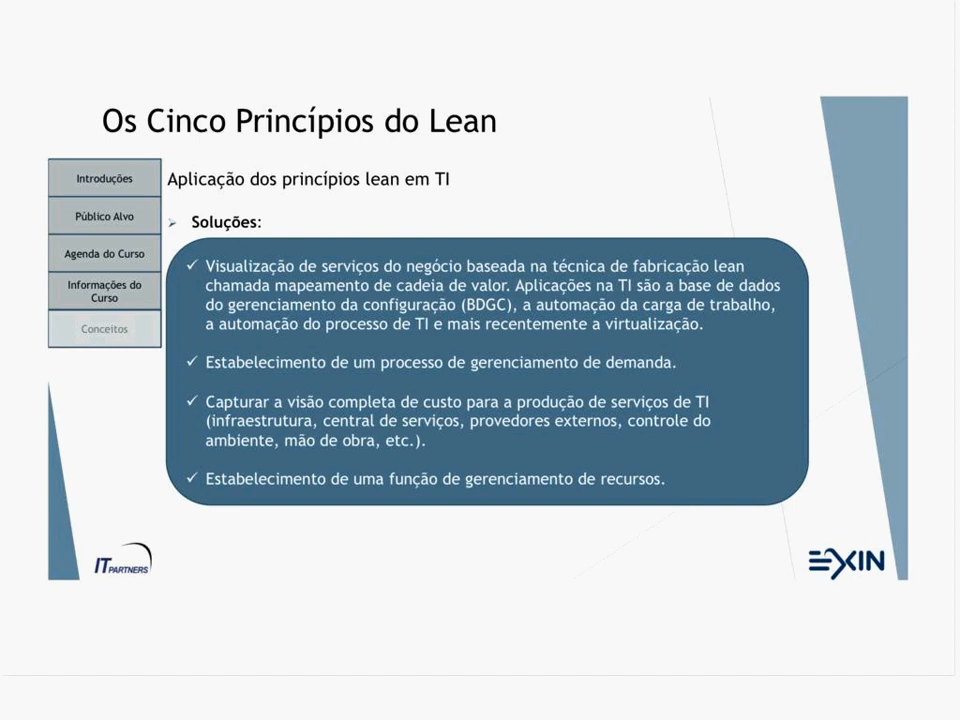 Os Cinco Princípios do Lean
Introduções
Público Alvo
Agenda do Curso
Informações do
Curso
Conceitos
Aplicação dos princípios lean em TI
Soluções:
Visualização de serviços do negócio baseada na técnica de fabricação lean
chamada mapeamento de cadeia de valor. Aplicações na TI são a base de dados
do gerenciamento da configuração (BDGC), a automação da carga de trabalho,
a automação do processo de TI e mais recentemente a virtualização.
Estabelecimento de um processo de gerenciamento de demanda.
Capturar a visão completa de custo para a produção de serviços de TI
(infraestrutura, central de serviços, provedores externos, controle do
ambiente, mão de obra, etc.).
Estabelecimento de uma função de gerenciamento de recursos.
IT PARTNERS
EXIN